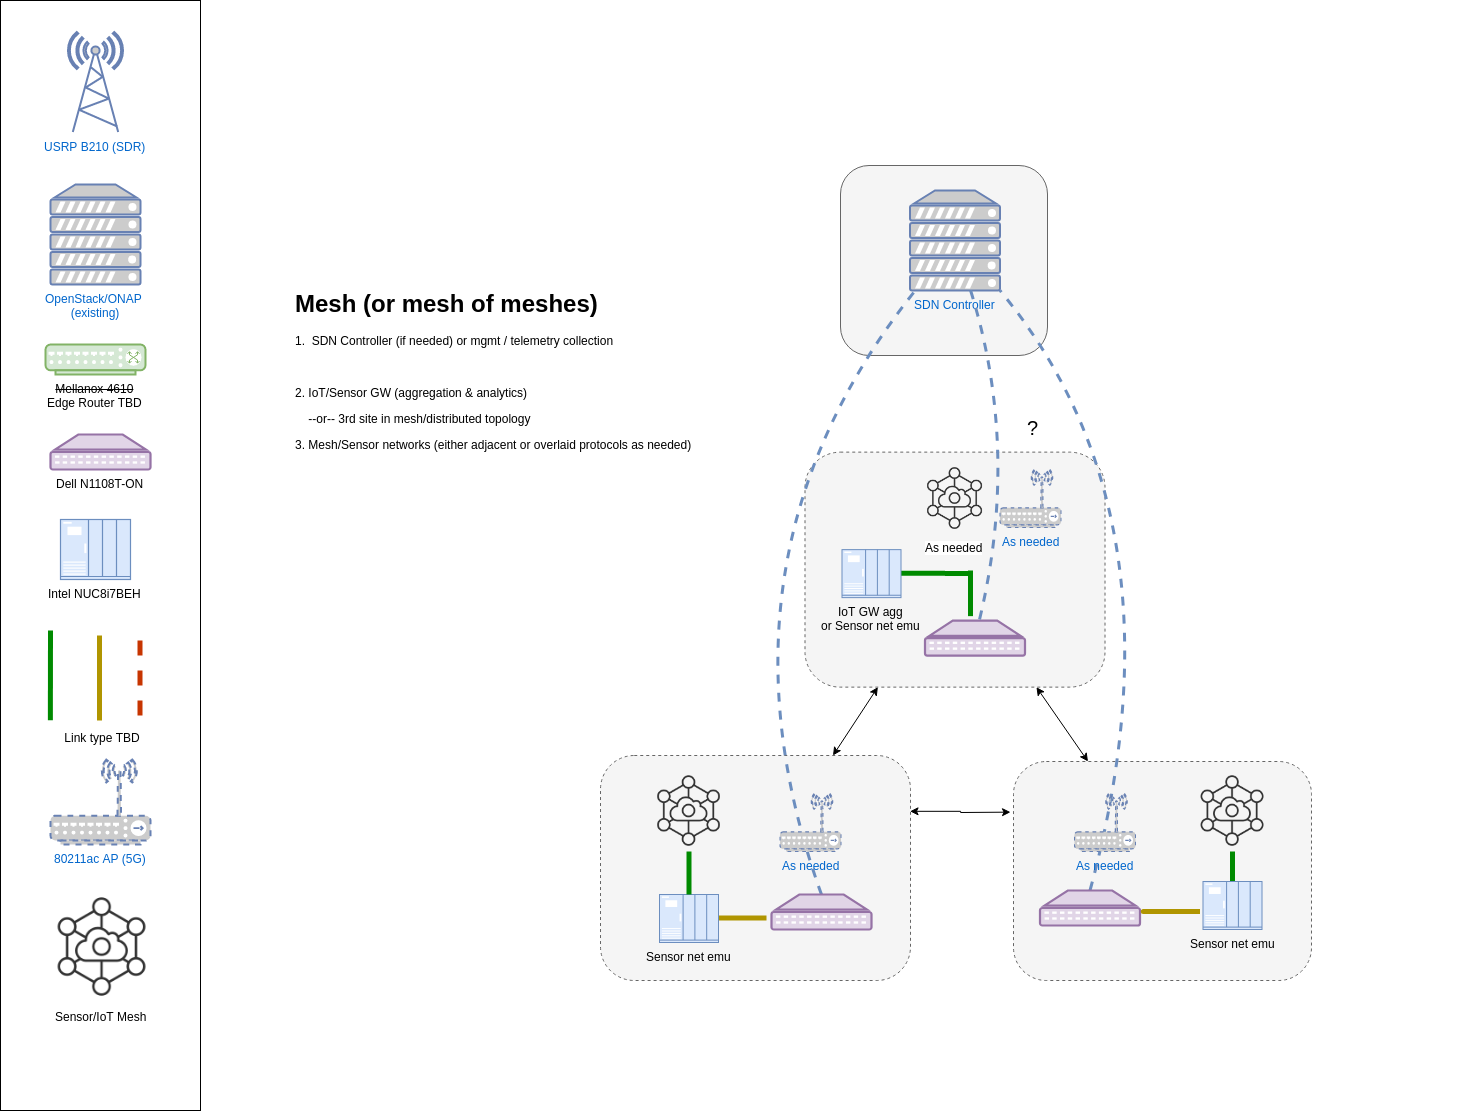 USRP B210 (SDR)
OpenStack/ONAP
(existing)
Mellanox 4610
Edge Router TBD
Dell N1108T-ON
Intel NUC8i7BEH
Link type TBD
80211ac AP (5G)
Sensor/IoT Mesh
Mesh (or mesh of meshes)
1. SDN Controller (if needed) or mgmt / telemetry collection
2. IoT/Sensor GW (aggregation & analytics)
--or-- 3rd site in mesh/distributed topology
3. Mesh/Sensor networks (either adjacent or overlaid protocols as needed)
SDN Controller
?
As needed
As needed
IoT GW agg
or Sensor net emu
As needed
Sensor net emu
As needed
Sensor net emu